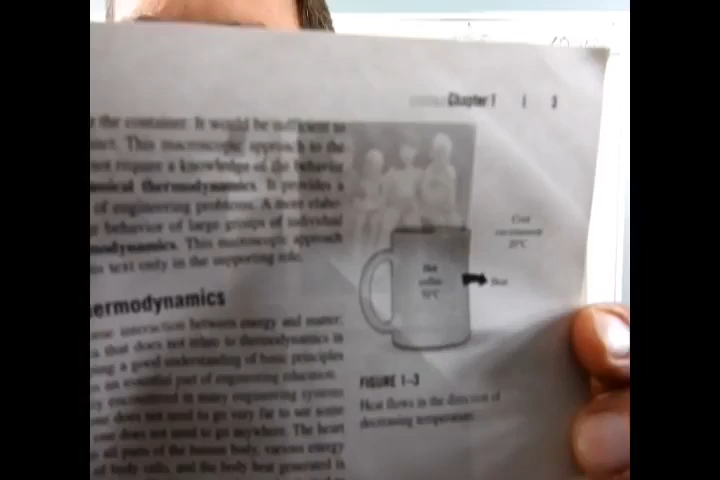 Chapter 1 | 3
r the container. It would be sufficient to
This macroscopic approach to the
not require a knowledge of the behavior
thermodynamics. It provides a
of engineering problems. A more elabo-
behavior of large groups of individual
modynamics. This macroscopic approach
text only in the supporting role.
ermodynamics
interaction between energy and matter;
that does not relate to thermodynamics in
ing a good understanding of basic principles
an essential part of engineering education.
encountered in many engineering systems
one does not need to go very far to see some
one does not need to go anywhere. The heart
all parts of the human body, various energy
of body cells, and the body heat generated is
Heat
FIGURE 1–3
Heat flows in the direction of
decreasing temperature.